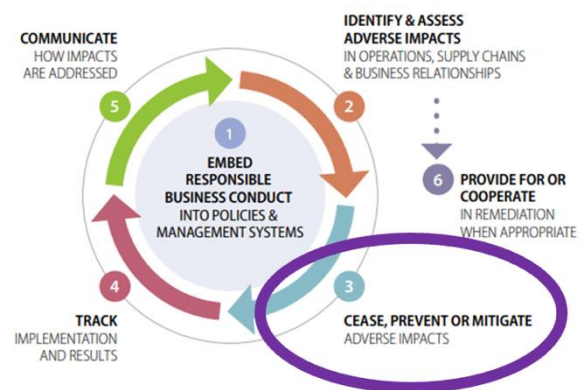 1
EMBED
RESPONSIBLE
BUSINESS CONDUCT
INTO POLICIES &
MANAGEMENT SYSTEMS
2
IDENTIFY & ASSESS
ADVERSE IMPACTS
IN OPERATIONS, SUPPLY CHAINS
& BUSINESS RELATIONSHIPS
3
CEASE, PREVENT OR MITIGATE
ADVERSE IMPACTS
4
TRACK
IMPLEMENTATION
AND RESULTS
5
COMMUNICATE
HOW IMPACTS
ARE ADDRESSED
6
PROVIDE FOR OR
COOPERATE
IN REMEDIATION
WHEN APPROPRIATE